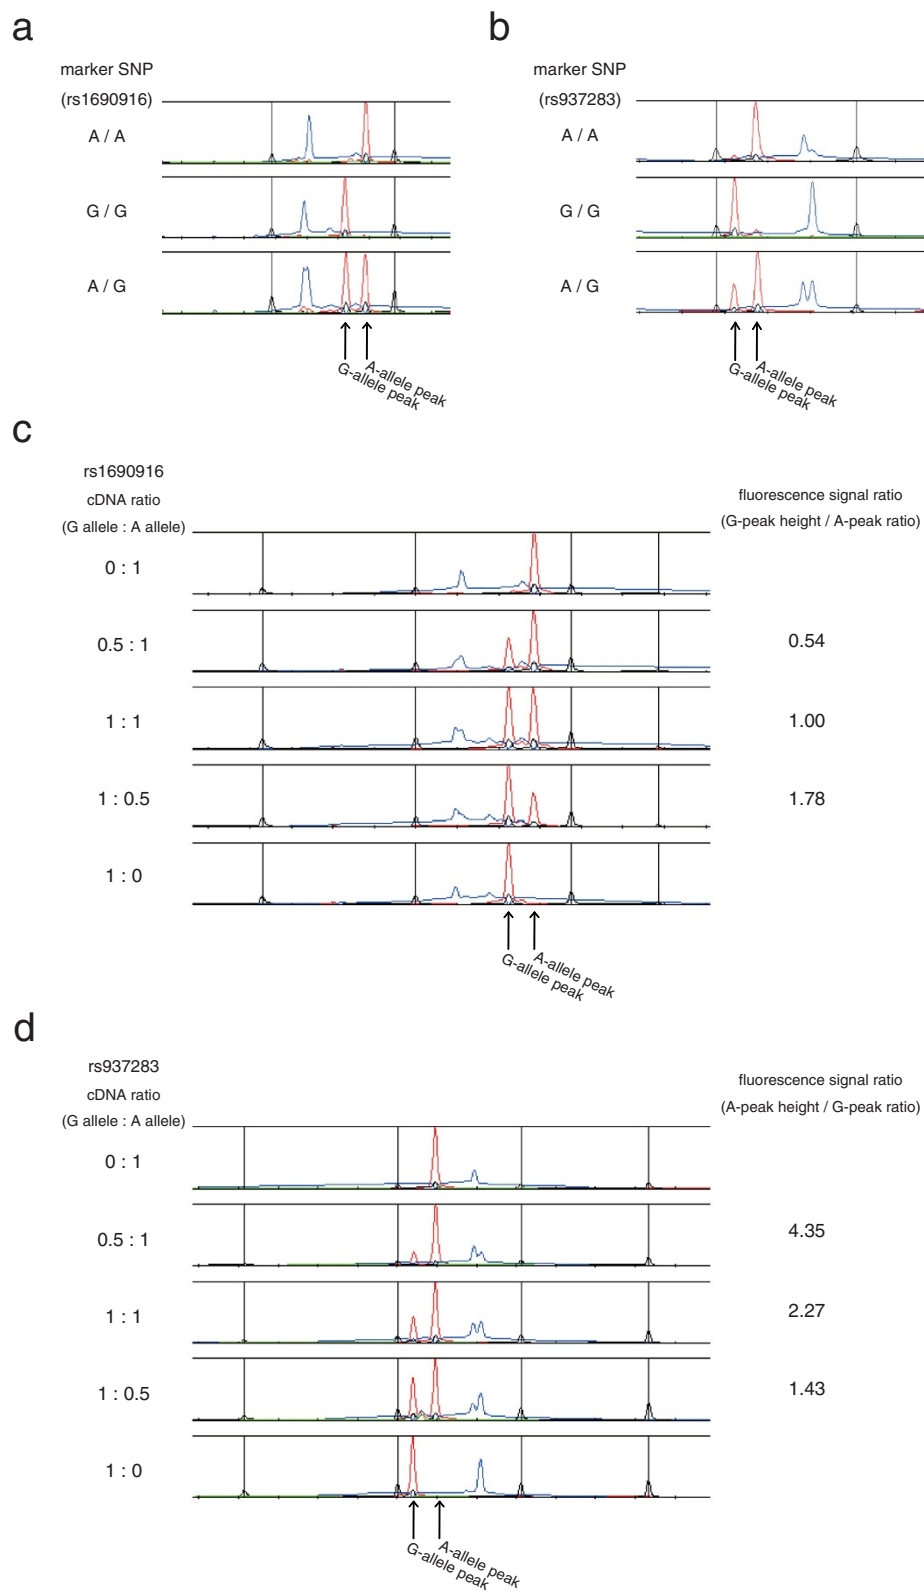 a
marker SNP
(rs1690916)
A / A
G / G
A / G
A-allele peak
G-allele peak
b
marker SNP
(rs937283)
A / A
G / G
A / G
A-allele peak
G-allele peak
c
rs1690916
cDNA ratio
(G allele : A allele)
fluorescence signal ratio
(G-peak height / A-peak ratio)
0 : 1
0.5 : 1
0.54
1 : 1
1.00
1 : 0.5
1.78
1 : 0
A-allele peak
G-allele peak
d
rs937283
cDNA ratio
(G allele : A allele)
fluorescence signal ratio
(A-peak height / G-peak ratio)
0 : 1
0.5 : 1
4.35
1 : 1
2.27
1 : 0.5
1.43
1 : 0
A-allele peak
G-allele peak